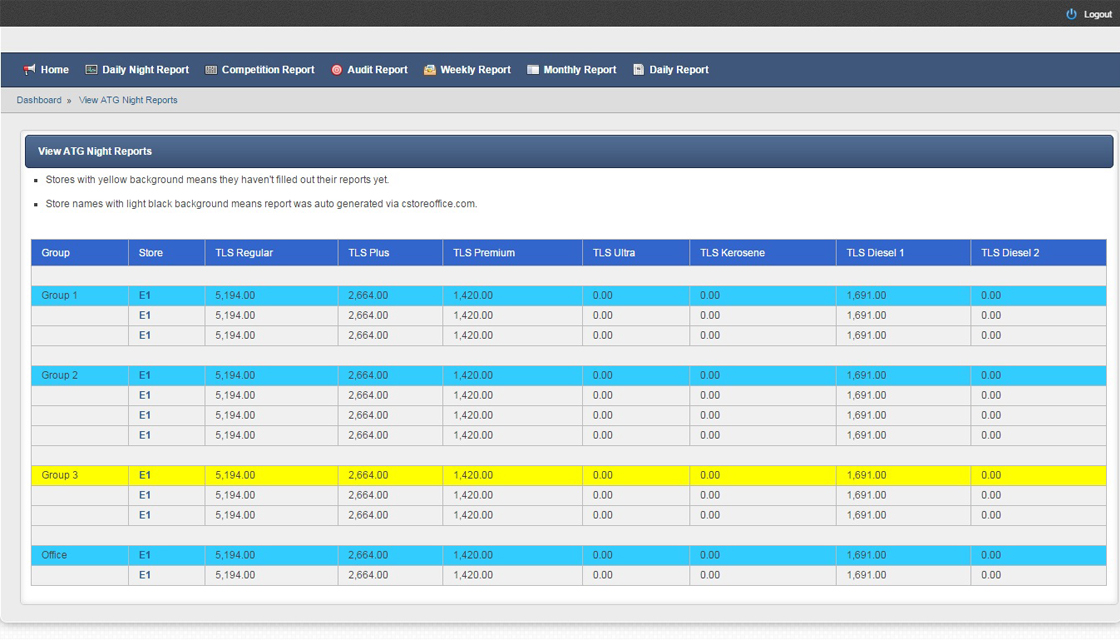 Logout
Home Daily Night Report Competition Report Audit Report Weekly Report Monthly Report Daily Report
Dashboard » View ATG Night Reports
View ATG Night Reports
Stores with yellow background means they haven't filled out their reports yet.
Store names with light black background means report was auto generated via cstoreoffice.com.
Group Store TLS Regular TLS Plus TLS Premium TLS Ultra TLS Kerosene TLS Diesel 1 TLS Diesel 2
Group 1 E1 5,194.00 2,664.00 1,420.00 0.00 0.00 1,691.00 0.00
E1 5,194.00 2,664.00 1,420.00 0.00 0.00 1,691.00 0.00
E1 5,194.00 2,664.00 1,420.00 0.00 0.00 1,691.00 0.00
Group 2 E1 5,194.00 2,664.00 1,420.00 0.00 0.00 1,691.00 0.00
E1 5,194.00 2,664.00 1,420.00 0.00 0.00 1,691.00 0.00
E1 5,194.00 2,664.00 1,420.00 0.00 0.00 1,691.00 0.00
E1 5,194.00 2,664.00 1,420.00 0.00 0.00 1,691.00 0.00
Group 3 E1 5,194.00 2,664.00 1,420.00 0.00 0.00 1,691.00 0.00
E1 5,194.00 2,664.00 1,420.00 0.00 0.00 1,691.00 0.00
E1 5,194.00 2,664.00 1,420.00 0.00 0.00 1,691.00 0.00
Office E1 5,194.00 2,664.00 1,420.00 0.00 0.00 1,691.00 0.00
E1 5,194.00 2,664.00 1,420.00 0.00 0.00 1,691.00 0.00